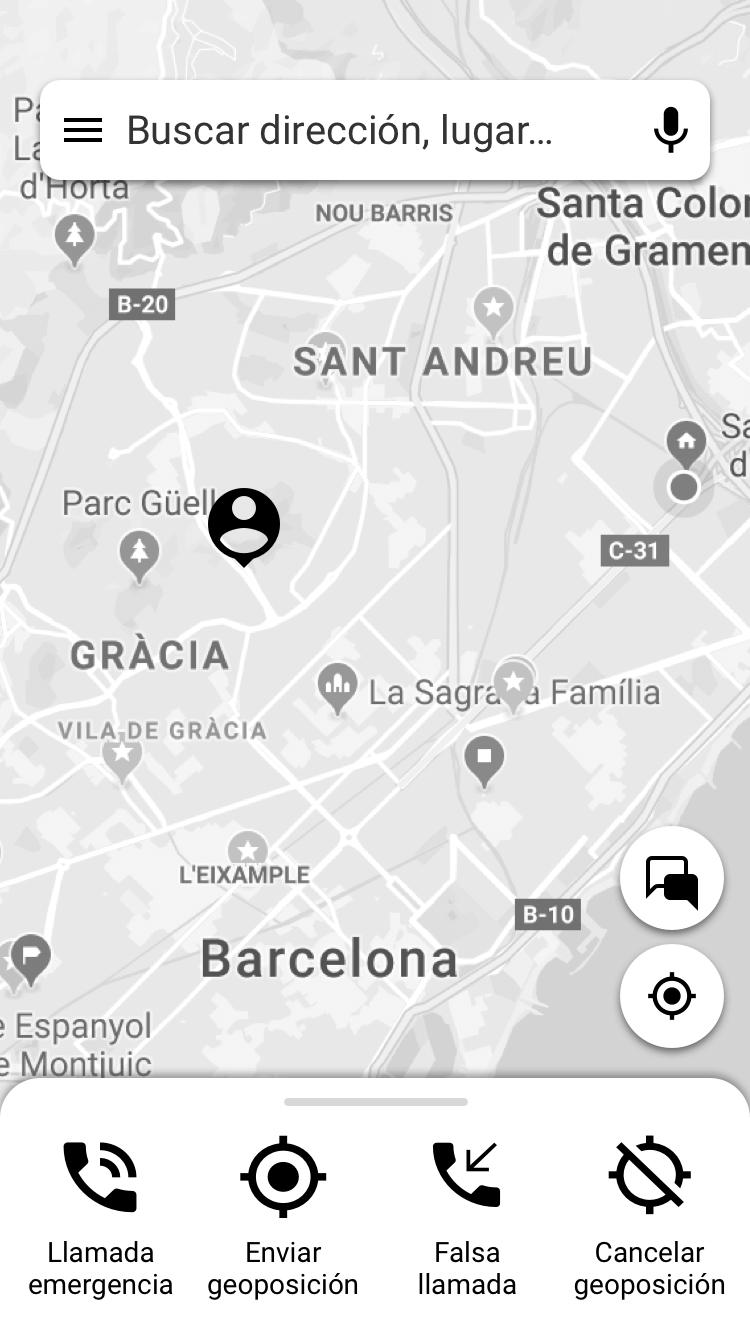 Buscar dirección, lugar...
d'Horta
NOU BARRIS
Santa Color
de Gramen
B-20
SANT ANDREU
Parc Güell
C-31
GRÀCIA
La Sagra a Família
VILA DE GRÀCIA
L'EIXAMPLE
B-10
Barcelona
Espanyol
Montjuic
Llamada
emergencia
Enviar
geoposición
Falsa
llamada
Cancelar
geoposición